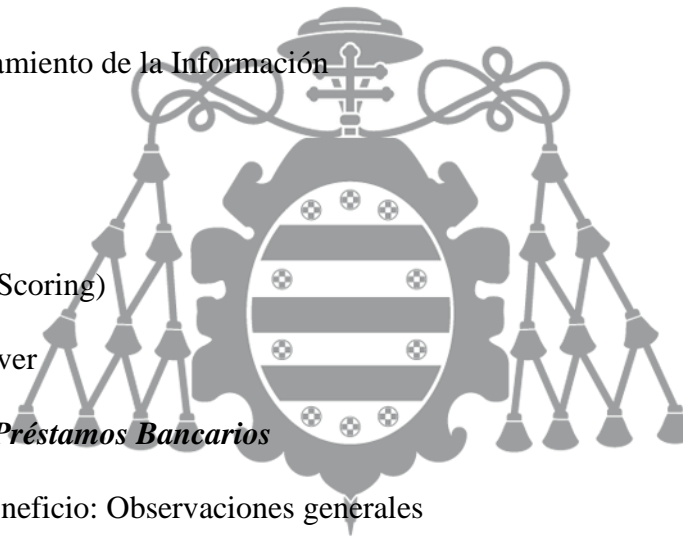 amiento de la Información
Scoring)
ver
Préstamos Bancarios
neficio: Observaciones generales